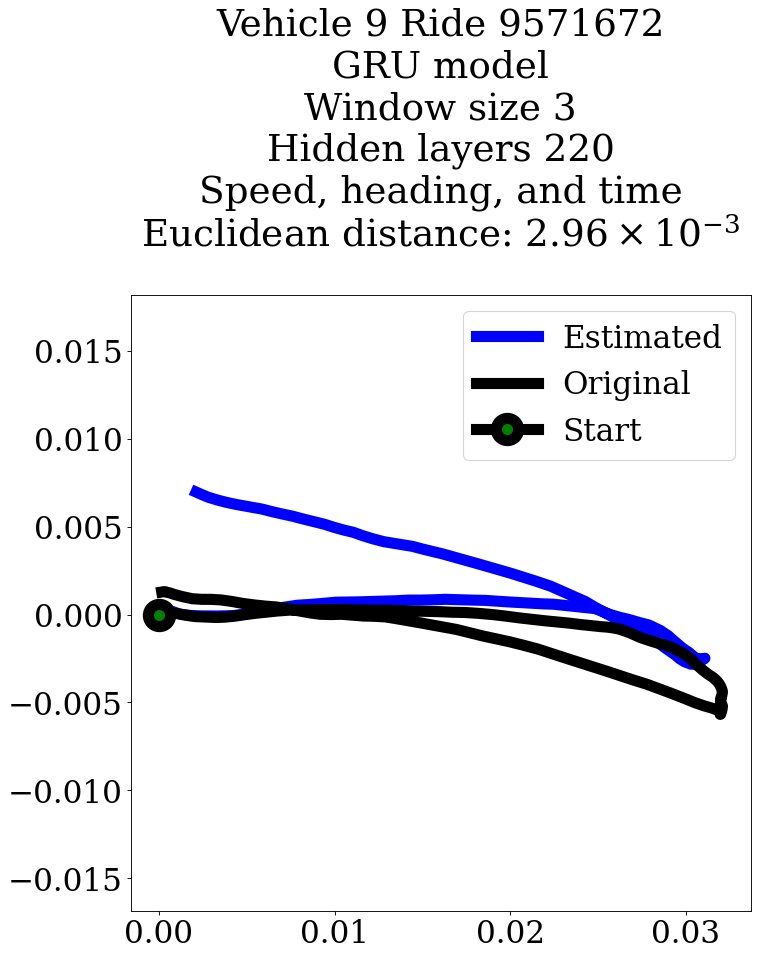 Vehicle 9 Ride 9571672
GRU model
Window size 3
Hidden layers 220
Speed, heading, and time
Euclidean distance: 2.96 × 10⁻³
Estimated
Original
Start
0.015
0.010
0.005
0.000
−0.005
−0.010
−0.015
0.00 0.01 0.02 0.03